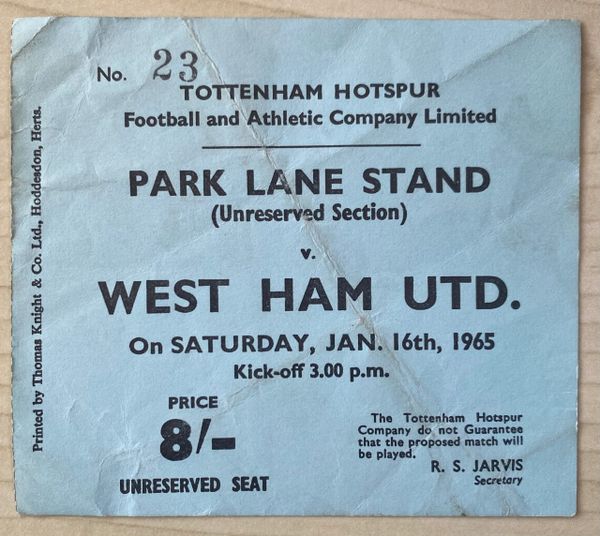 No. 23
TOTTENHAM HOTSPUR
Football and Athletic Company Limited
PARK LANE STAND
(Unreserved Section)
v.
WEST HAM UTD.
On SATURDAY, JAN. 16th, 1965
Kick-off 3.00 p.m.
PRICE
8/-
UNRESERVED SEAT
The Tottenham Hotspur
Company do not Guarantee
that the proposed match will
be played.
R. S. JARVIS
Secretary
Printed by Thomas Knight & Co. Ltd., Hoddesdon, Herts.